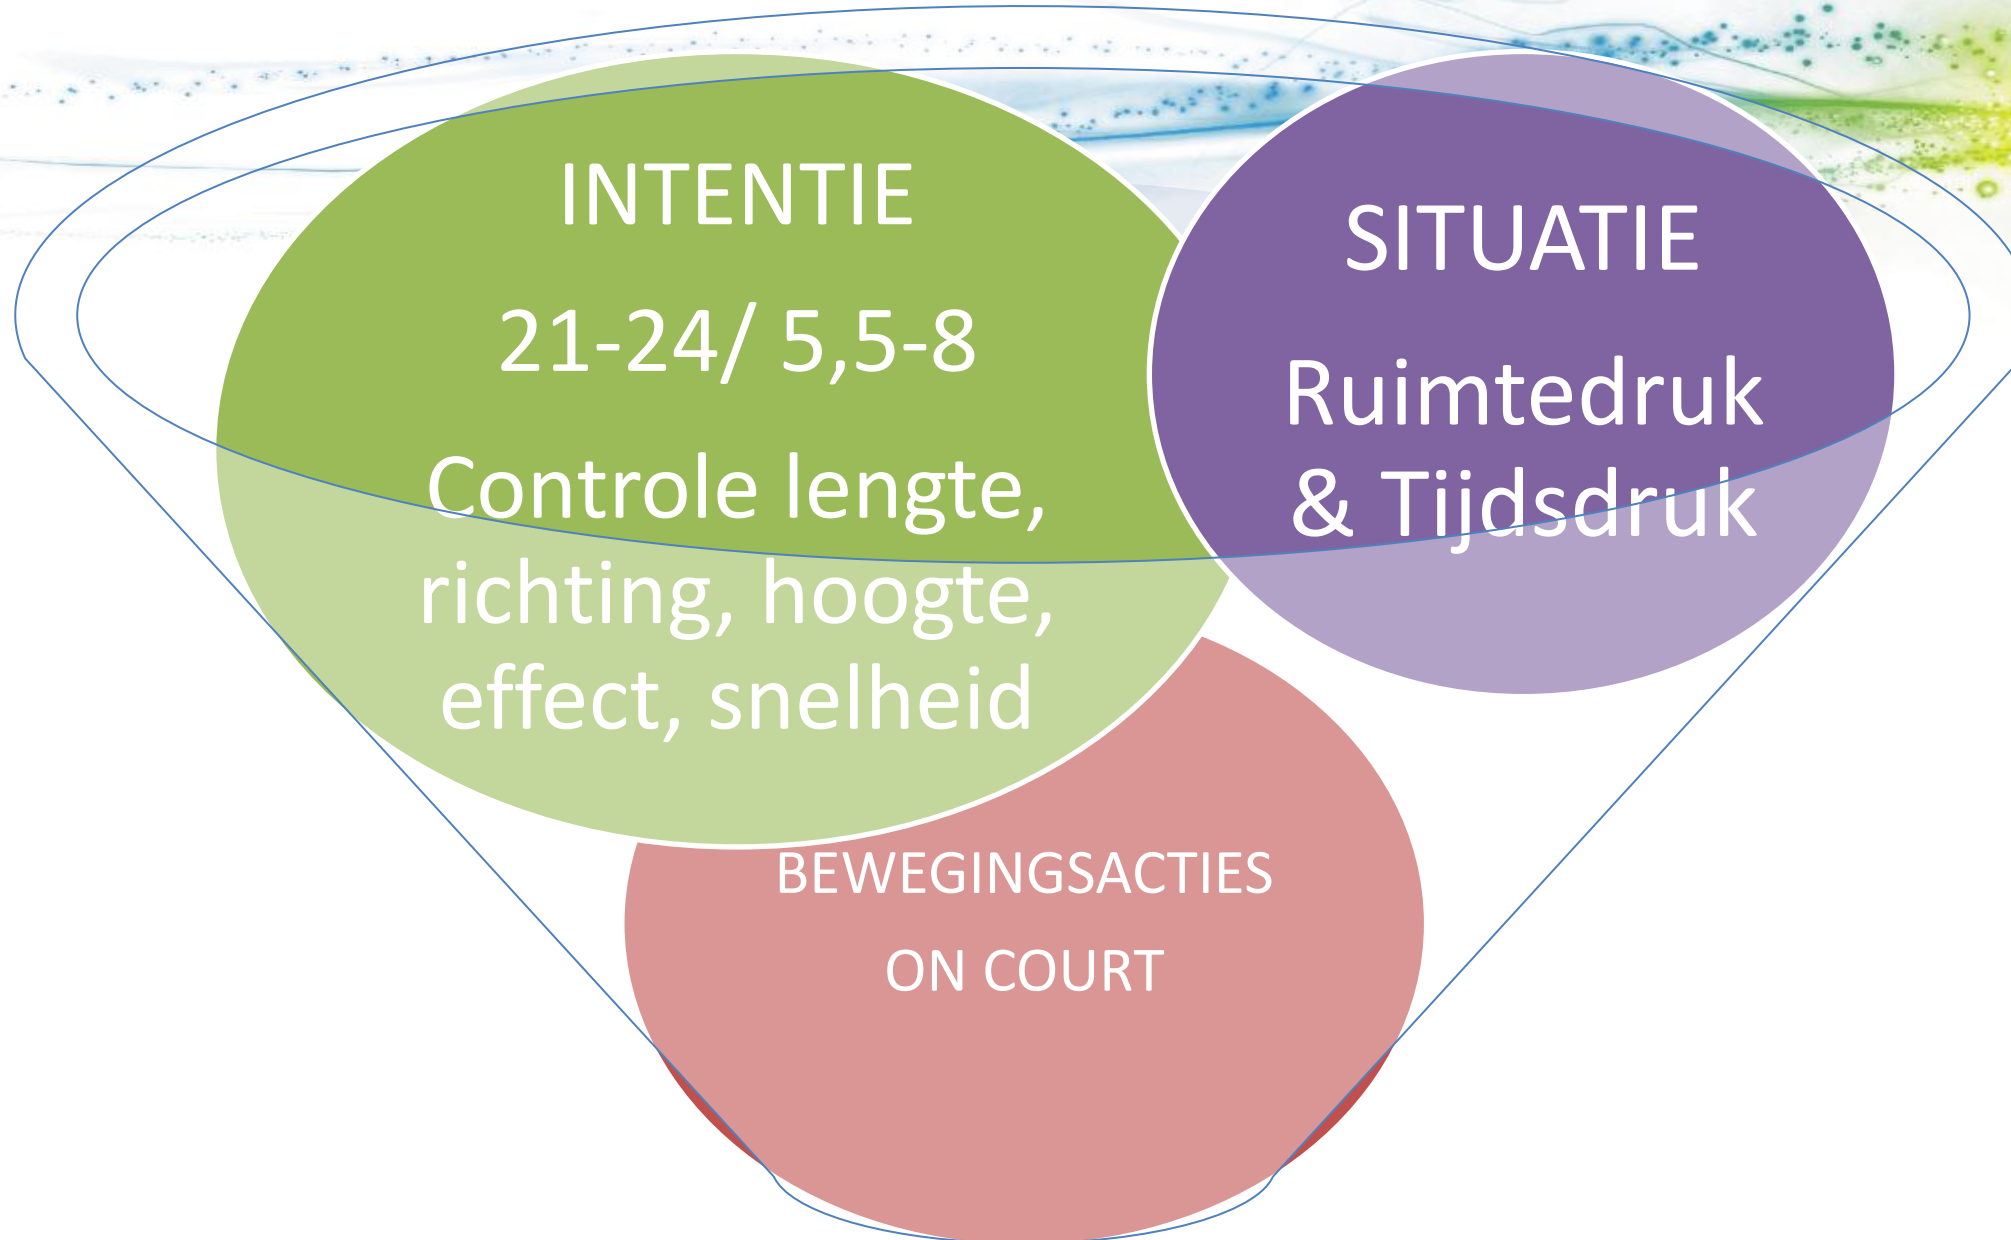 INTENTIE
21-24/ 5,5-8
Controle lengte,
richting, hoogte,
effect, snelheid
SITUATIE
Ruimtedruk
& Tijdsdruk
BEWEGINGSACTIES
ON COURT